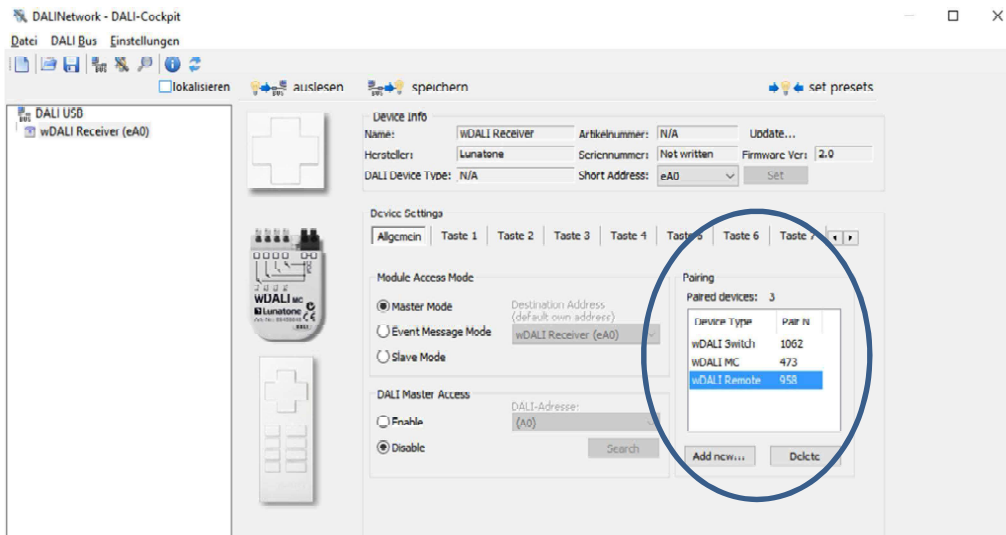 DALINetwork - DALI-Cockpit
Datei DALI Bus Einstellungen
lokalisieren auslesen speichern set presets
DALI USB
wDALI Receiver (eA0)
Device Info
Name: wDALI Receiver Artikelnummer: N/A Update...
Hersteller: Lunatone Seriennummer: Not written Firmware Ver: 2.0
DALI Device Type: N/A Short Address: eA0 Set
Device Settings
Allgemein Taste 1 Taste 2 Taste 3 Taste 4 Taste 5 Taste 6 Taste 7
Module Access Mode
Master Mode
Event Message Mode
Slave Mode
Destination Address
(default own address)
wDALI Receiver (eA0)
DALI Master Access
Enable
Disable
DALI-Adresse:
(A0)
Search
Pairing
Paired devices: 3
Device Type Pair N
wDALI Switch 1062
wDALI MC 473
wDALI Remote 958
Add new... Delete
WDALI MC
Lunatone